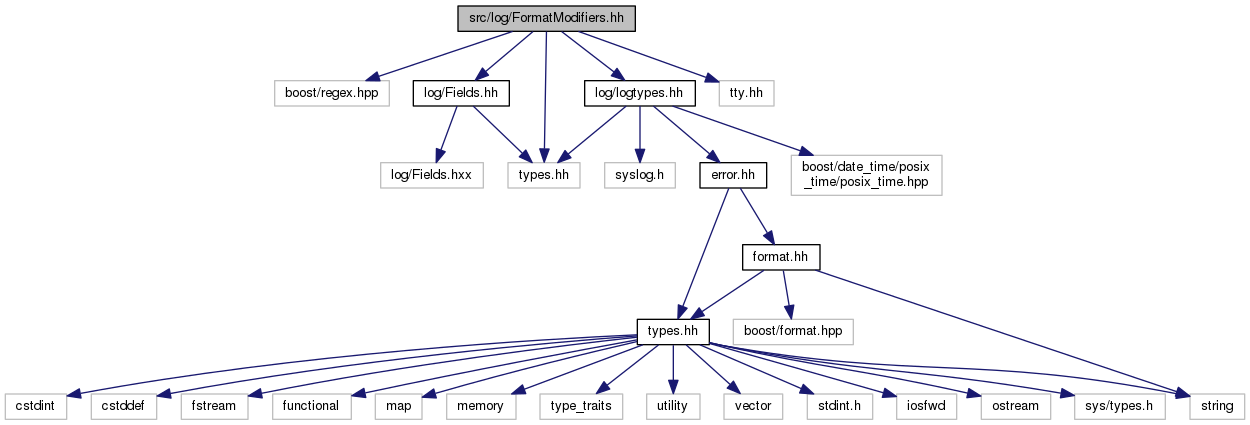 src/log/FormatModifiers.hh
boost/regex.hpp
log/Fields.hh
log/logtypes.hh
tty.hh
log/Fields.hxx
types.hh
syslog.h
error.hh
boost/date_time/posix
_time/posix_time.hpp
format.hh
types.hh
boost/format.hpp
cstdint
cstddef
fstream
functional
map
memory
type_traits
utility
vector
stdint.h
iosfwd
ostream
sys/types.h
string